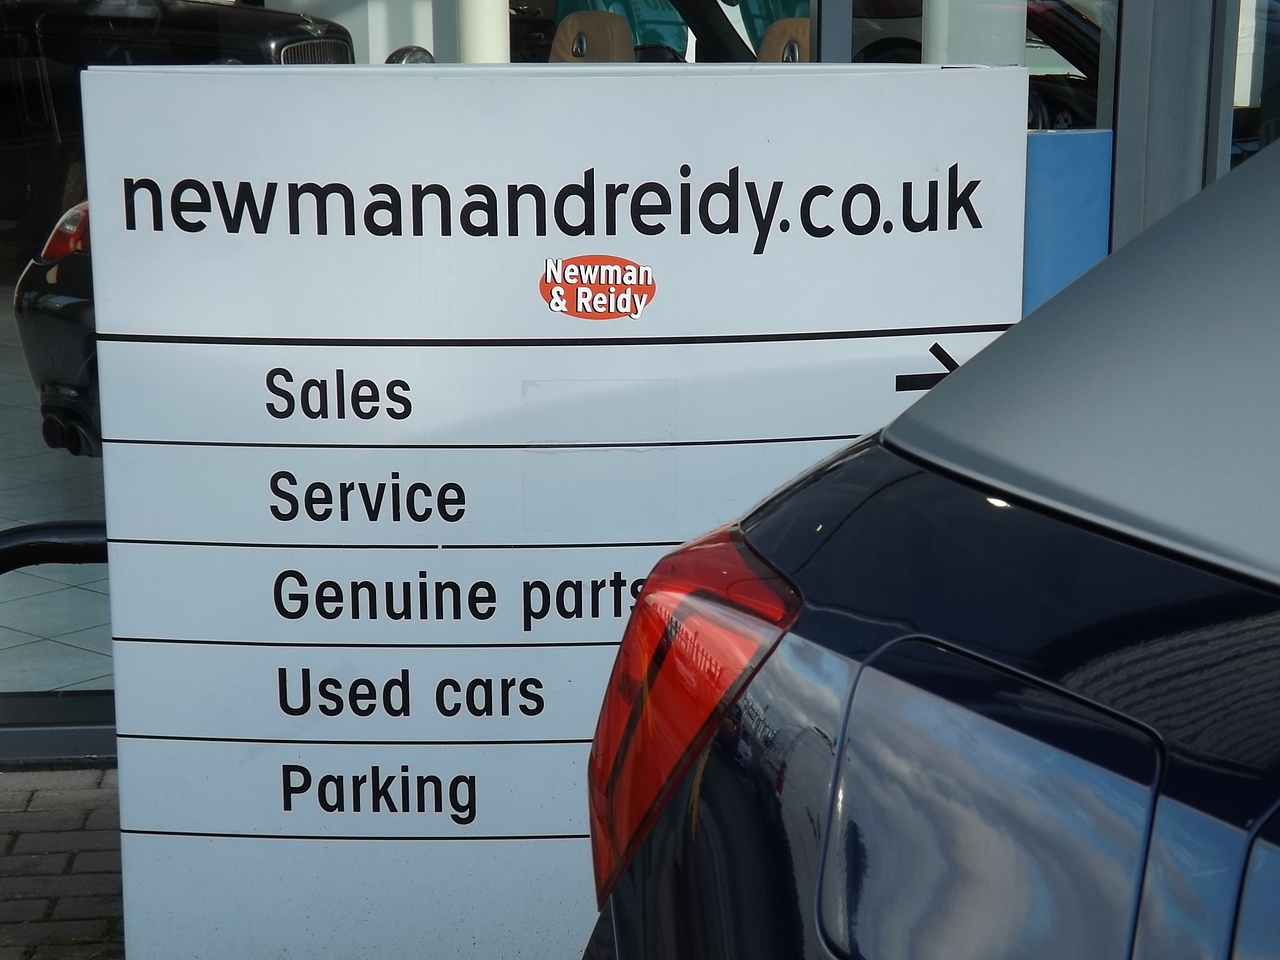 newmanandreidy.co.uk
Newman
& Reidy
Sales
Service
Genuine parts
Used cars
Parking